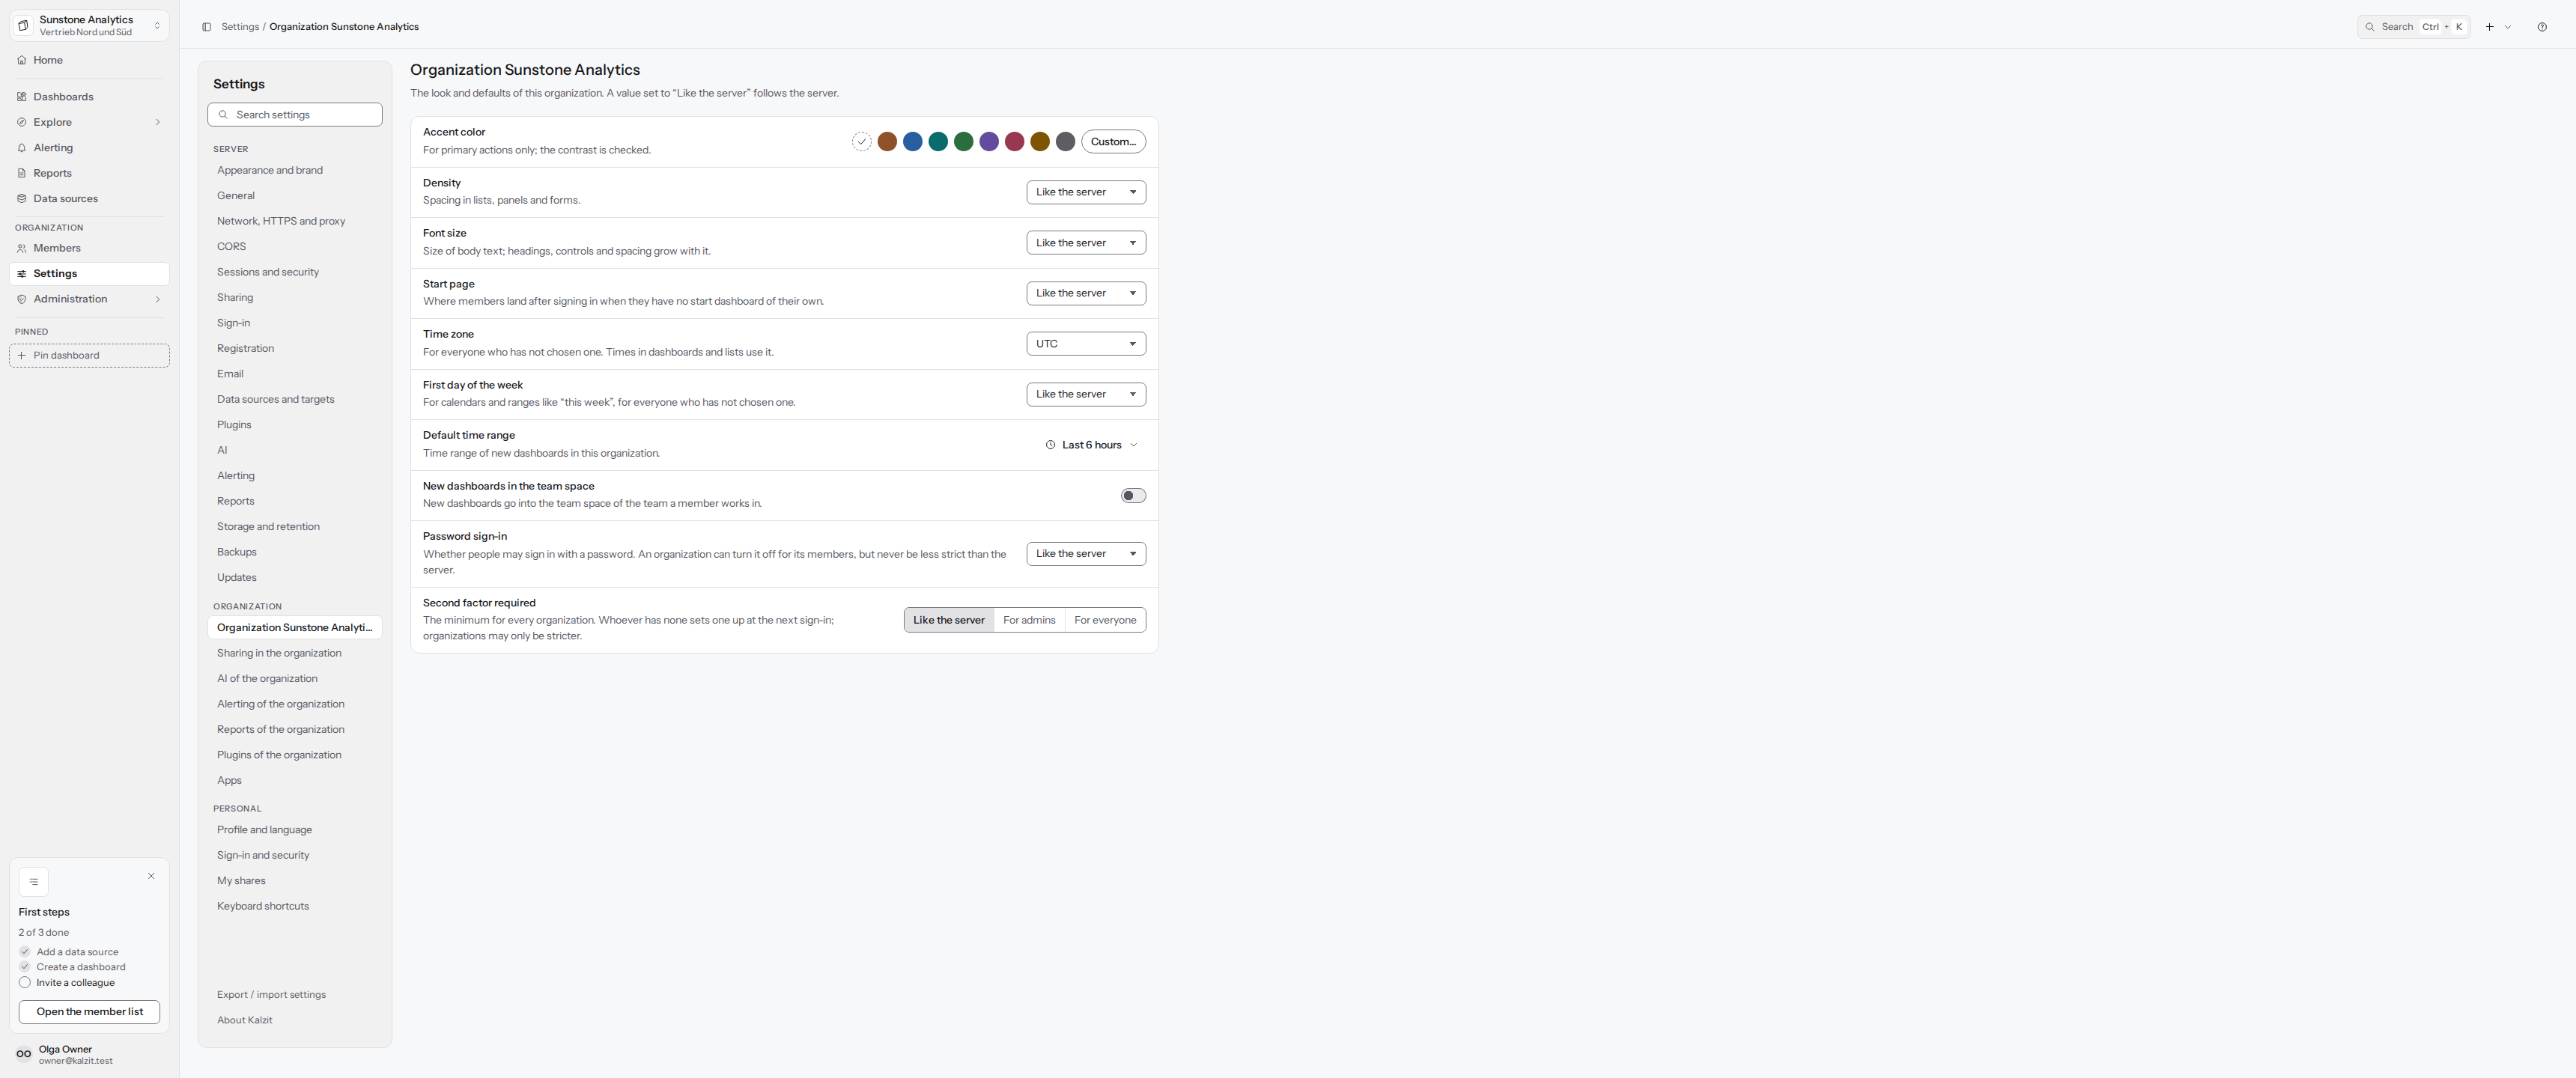 Sunstone Analytics
Vertrieb Nord und Süd
Home
Dashboards
Explore
Alerting
Reports
Data sources
ORGANIZATION
Members
Settings
Administration
PINNED
Pin dashboard
First steps
2 of 3 done
Add a data source
Create a dashboard
Invite a colleague
Open the member list
OO
Olga Owner
owner@kalzit.test
Settings / Organization Sunstone Analytics
Search Ctrl + K
Settings
Search settings
SERVER
Appearance and brand
General
Network, HTTPS and proxy
CORS
Sessions and security
Sharing
Sign-in
Registration
Email
Data sources and targets
Plugins
AI
Alerting
Reports
Storage and retention
Backups
Updates
ORGANIZATION
Organization Sunstone Analyti...
Sharing in the organization
AI of the organization
Alerting of the organization
Reports of the organization
Plugins of the organization
Apps
PERSONAL
Profile and language
Sign-in and security
My shares
Keyboard shortcuts
Export / import settings
About Kalzit
Organization Sunstone Analytics
The look and defaults of this organization. A value set to “Like the server” follows the server.
Accent color
For primary actions only; the contrast is checked.
Custom...
Density
Spacing in lists, panels and forms.
Like the server
Font size
Size of body text; headings, controls and spacing grow with it.
Like the server
Start page
Where members land after signing in when they have no start dashboard of their own.
Like the server
Time zone
For everyone who has not chosen one. Times in dashboards and lists use it.
UTC
First day of the week
For calendars and ranges like “this week”, for everyone who has not chosen one.
Like the server
Default time range
Time range of new dashboards in this organization.
Last 6 hours
New dashboards in the team space
New dashboards go into the team space of the team a member works in.
Password sign-in
Whether people may sign in with a password. An organization can turn it off for its members, but never be less strict than the
server.
Like the server
Second factor required
The minimum for every organization. Whoever has none sets one up at the next sign-in;
organizations may only be stricter.
Like the server
For admins
For everyone